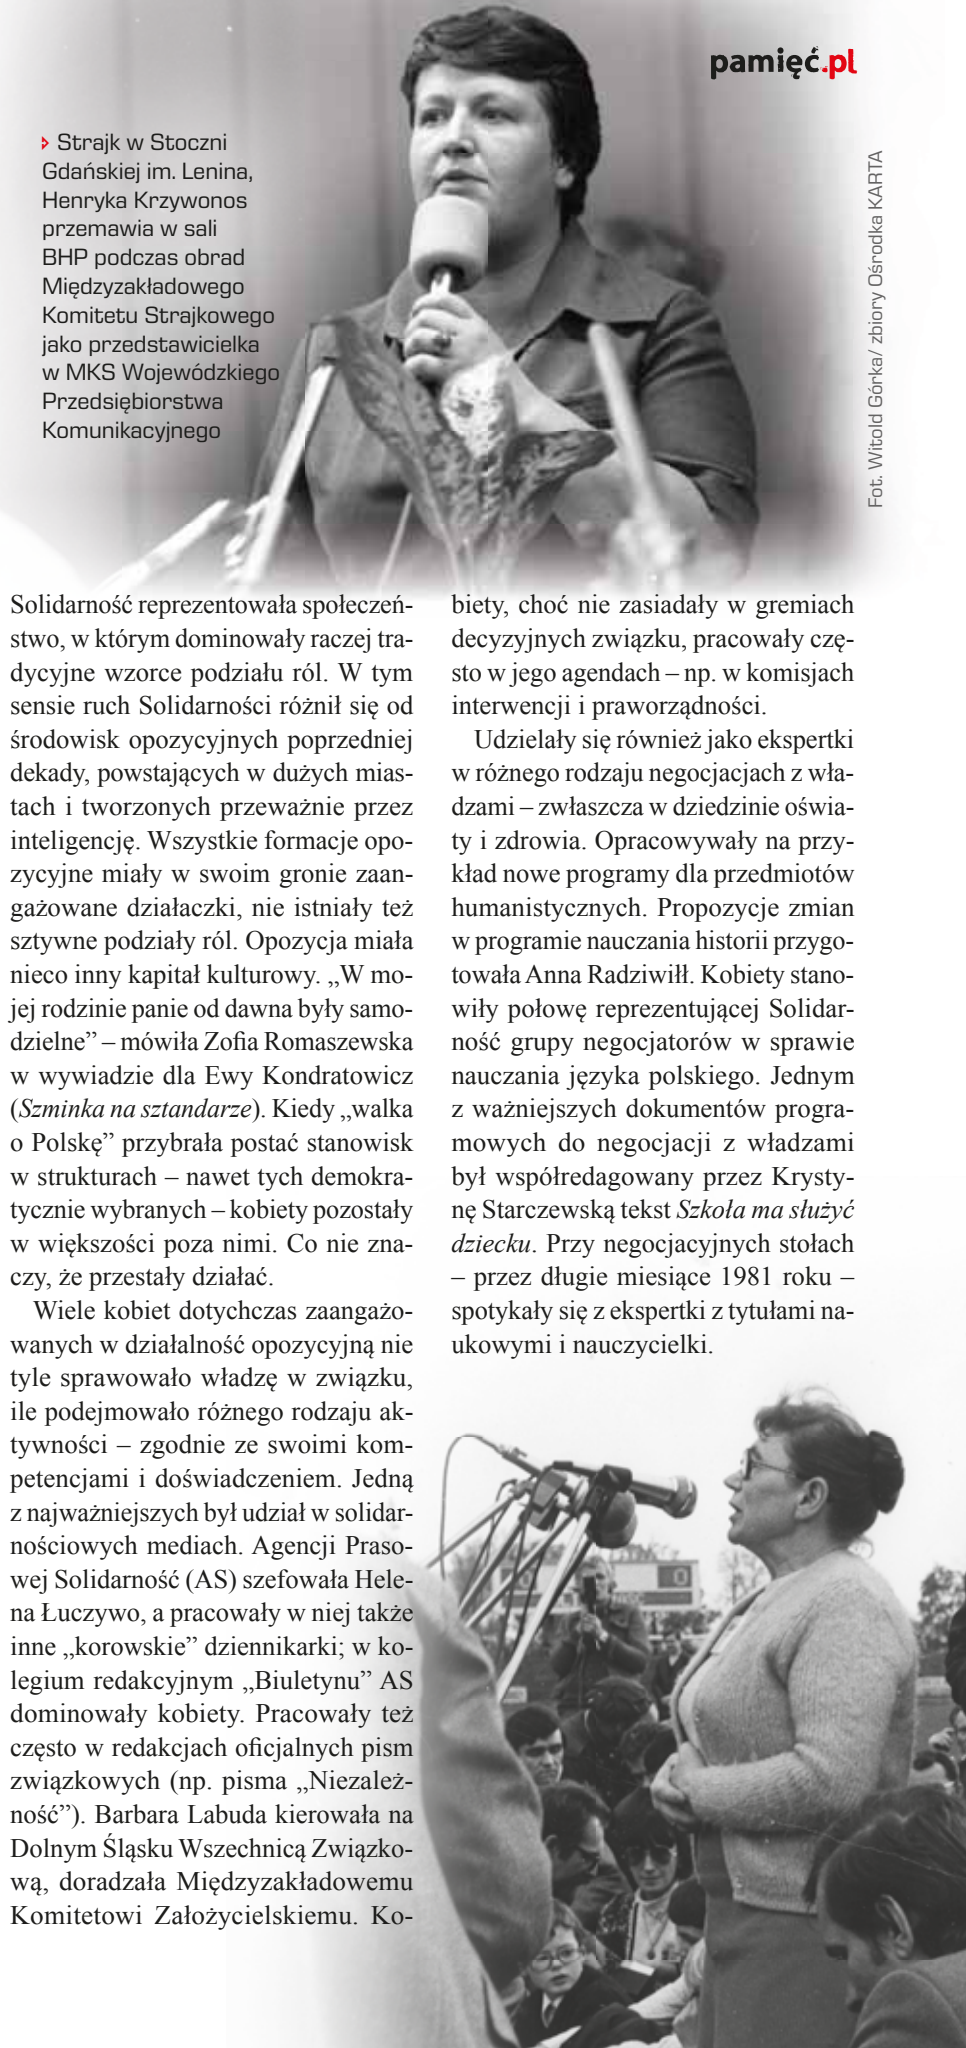 pamięć.pl
Strajk w Stoczni
Gdańskiej im. Lenina,
Henryka Krzywonos
przemawia w sali
BHP podczas obrad
Międzyzakładowego
Komitetu Strajkowego
jako przedstawicielka
w MKS Wojewódzkiego
Przedsiębiorstwa
Komunikacyjnego
Fot. Witold Górka/ zbiory Ośrodka KARTA
Solidarność reprezentowała społeczeń-
stwo, w którym dominowały raczej tra-
dycyjne wzorce podziału ról. W tym
sensie ruch Solidarności różnił się od
środowisk opozycyjnych poprzedniej
dekady, powstających w dużych mias-
tach i tworzonych przeważnie przez
inteligencję. Wszystkie formacje opo-
zycyjne miały w swoim gronie zaan-
gażowane działaczki, nie istniały też
sztywne podziały ról. Opozycja miała
nieco inny kapitał kulturowy. „W mo-
jej rodzinie panie od dawna były samo-
dzielne” – mówiła Zofia Romaszewska
w wywiadzie dla Ewy Kondratowicz
(Szminka na sztandarze). Kiedy „walka
o Polskę” przybrała postać stanowisk
w strukturach – nawet tych demokra-
tycznie wybranych – kobiety pozostały
w większości poza nimi. Co nie zna-
czy, że przestały działać.
Wiele kobiet dotychczas zaangażo-
wanych w działalność opozycyjną nie
tyle sprawowało władzę w związku,
ile podejmowało różnego rodzaju ak-
tywności – zgodnie ze swoimi kom-
petencjami i doświadczeniem. Jedną
z najważniejszych był udział w solidar-
nościowych mediach. Agencji Praso-
wej Solidarność (AS) szefowała Hele-
na Łuczywo, a pracowały w niej także
inne „korowskie” dziennikarki; w ko-
legium redakcyjnym „Biuletynu” AS
dominowały kobiety. Pracowały też
często w redakcjach oficjalnych pism
związkowych (np. pisma „Niezależ-
ność”). Barbara Labuda kierowała na
Dolnym Śląsku Wszechnicą Związko-
wą, doradzała Międzyzakładowemu
Komitetowi Założycielskiemu. Ko-
biety, choć nie zasiadały w gremiach
decyzyjnych związku, pracowały czę-
sto w jego agendach – np. w komisjach
interwencji i praworządności.
Udzielały się również jako ekspertki
w różnego rodzaju negocjacjach z wła-
dzami – zwłaszcza w dziedzinie oświa-
ty i zdrowia. Opracowywały na przy-
kład nowe programy dla przedmiotów
humanistycznych. Propozycje zmian
w programie nauczania historii przygo-
towała Anna Radziwiłł. Kobiety stano-
wiły połowę reprezentującej Solidar-
ność grupy negocjatorów w sprawie
nauczania języka polskiego. Jednym
z ważniejszych dokumentów progra-
mowych do negocjacji z władzami
był współredagowany przez Krysty-
nę Starczewską tekst Szkoła ma służyć
dziecku. Przy negocjacyjnych stołach
– przez długie miesiące 1981 roku –
spotykały się z ekspertki z tytułami na-
ukowymi i nauczycielki.